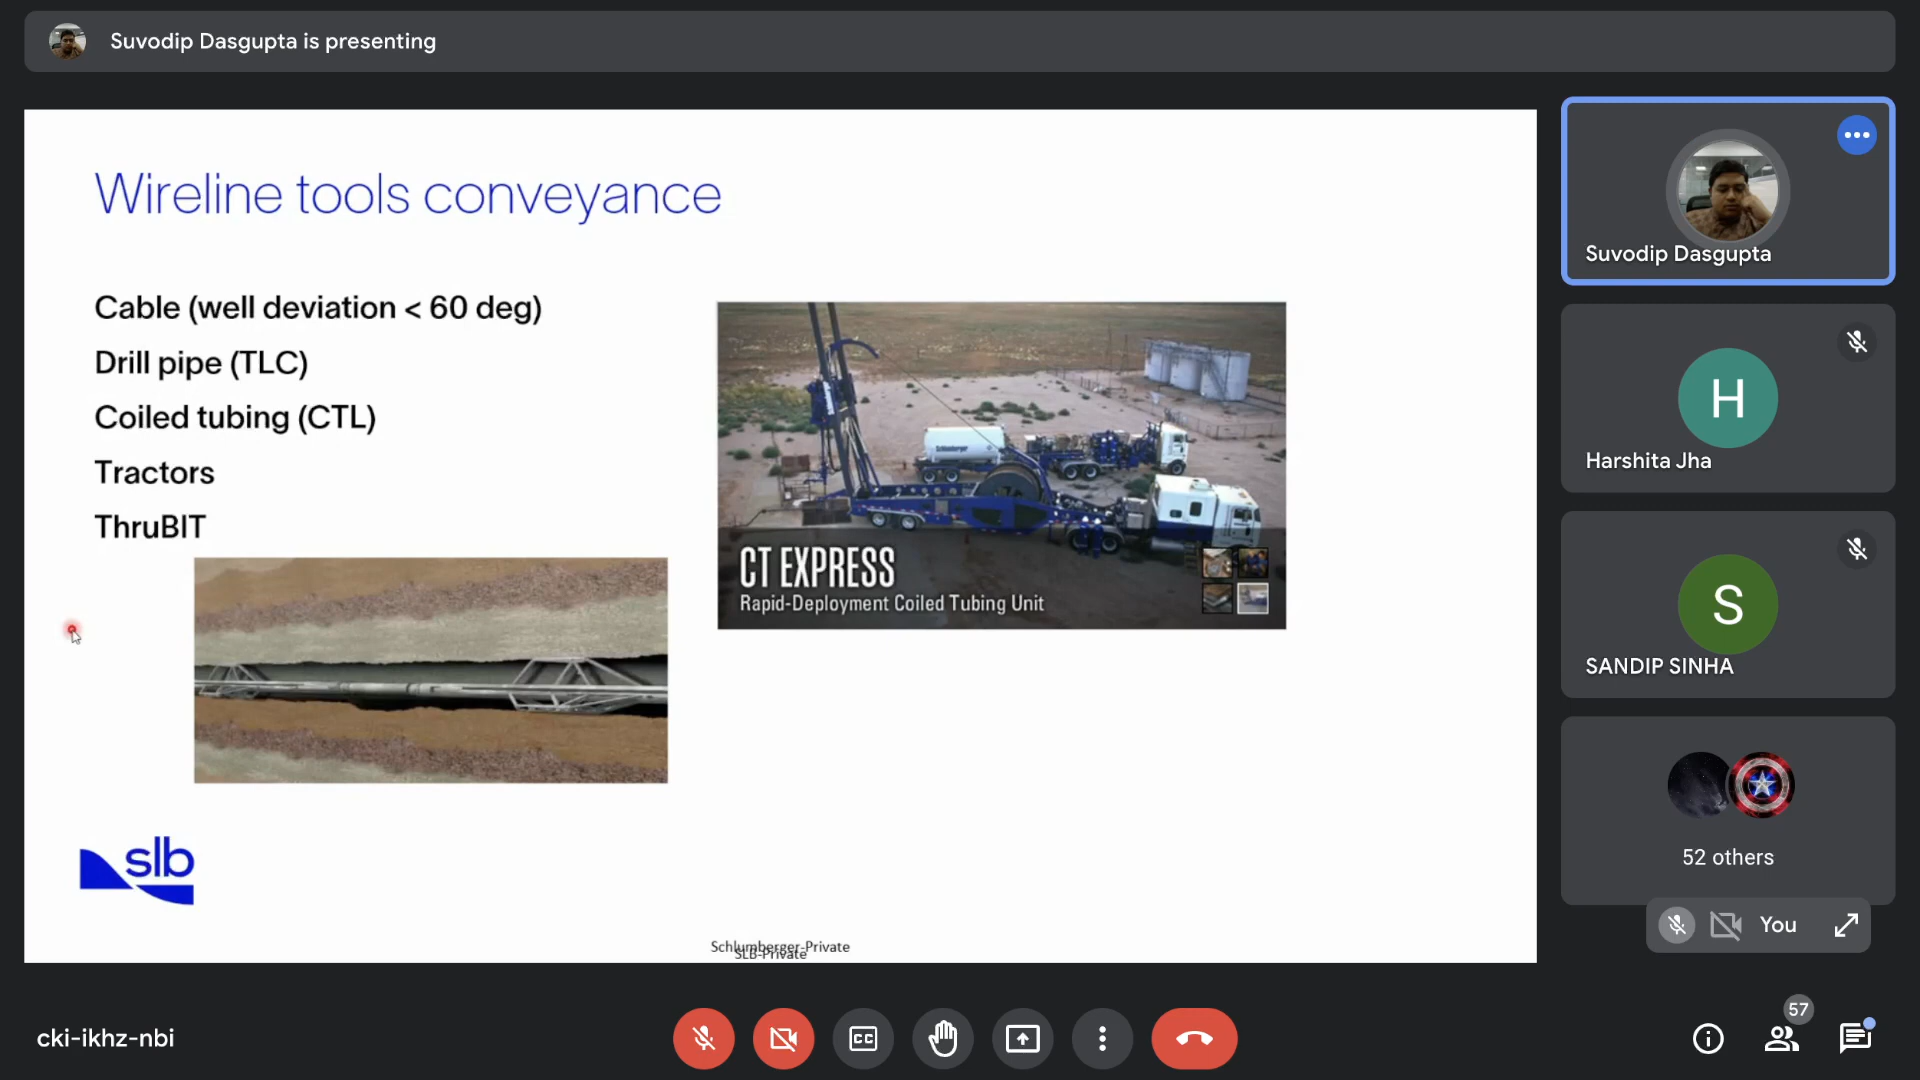 Suvodip Dasgupta is presenting
Wireline tools conveyance
Cable (well deviation < 60 deg)
Drill pipe (TLC)
Coiled tubing (CTL)
Tractors
ThruBIT
Schlumberger
CT EXPRESS
Rapid-Deployment Coiled Tubing Unit
slb
Schlumberger-Private
SLB-Private
Suvodip Dasgupta
H
Harshita Jha
S
SANDIP SINHA
52 others
You
cki-ikhz-nbi
CC
57